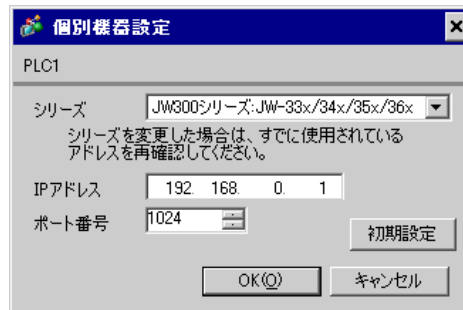 個別機器設定
PLC1
シリーズ JW300シリーズ:JW-33x/34x/35x/36x
シリーズを変更した場合は、すでに使用されている
アドレスを再確認してください。
IPアドレス 192. 168. 0. 1
ポート番号 1024
初期設定
OK(O) キャンセル